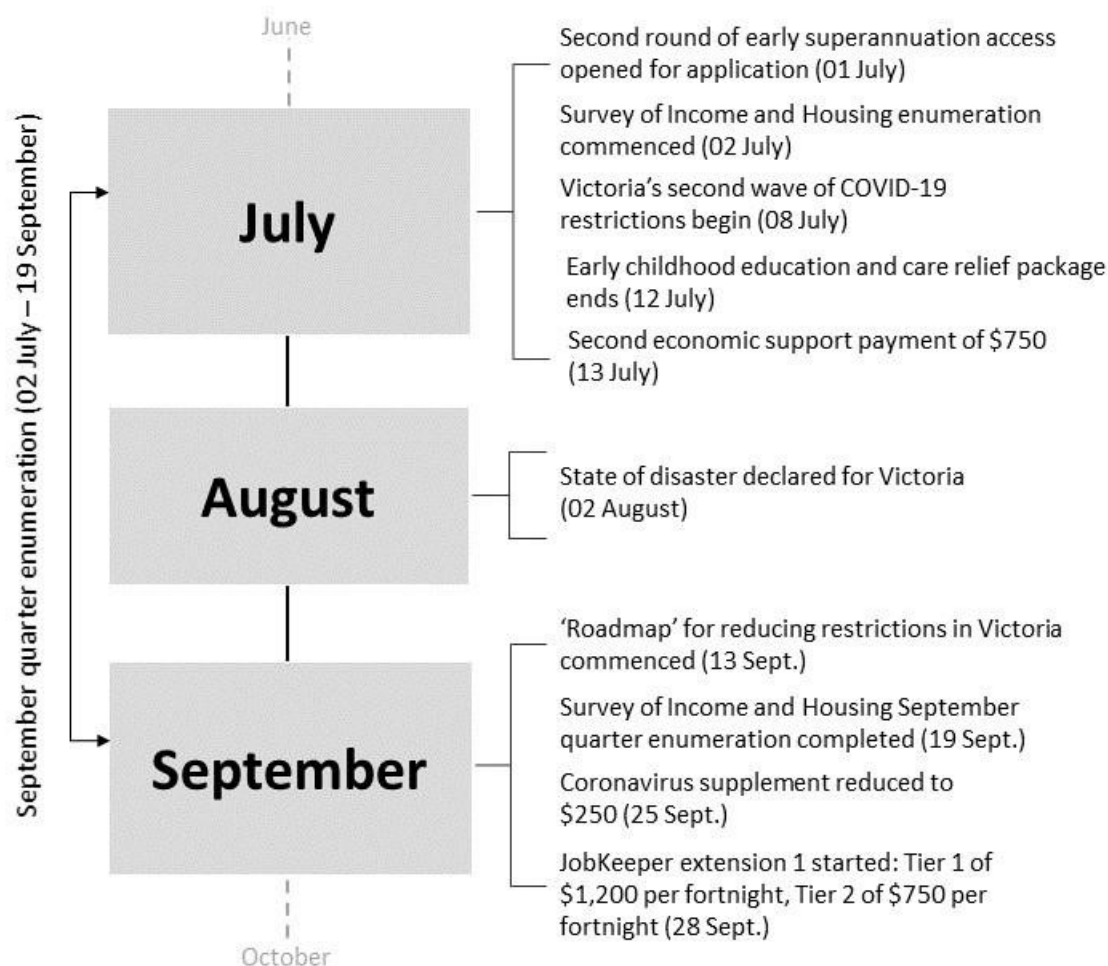 June
Second round of early superannuation access
opened for application (01 July)
Survey of Income and Housing enumeration
commenced (02 July)
Victoria’s second wave of COVID-19
restrictions begin (08 July)
Early childhood education and care relief package
ends (12 July)
Second economic support payment of $750
(13 July)
July
September quarter enumeration (02 July – 19 September)
August
State of disaster declared for Victoria
(02 August)
September
‘Roadmap’ for reducing restrictions in Victoria
commenced (13 Sept.)
Survey of Income and Housing September
quarter enumeration completed (19 Sept.)
Coronavirus supplement reduced to
$250 (25 Sept.)
JobKeeper extension 1 started: Tier 1 of
$1,200 per fortnight, Tier 2 of $750 per
fortnight (28 Sept.)
October